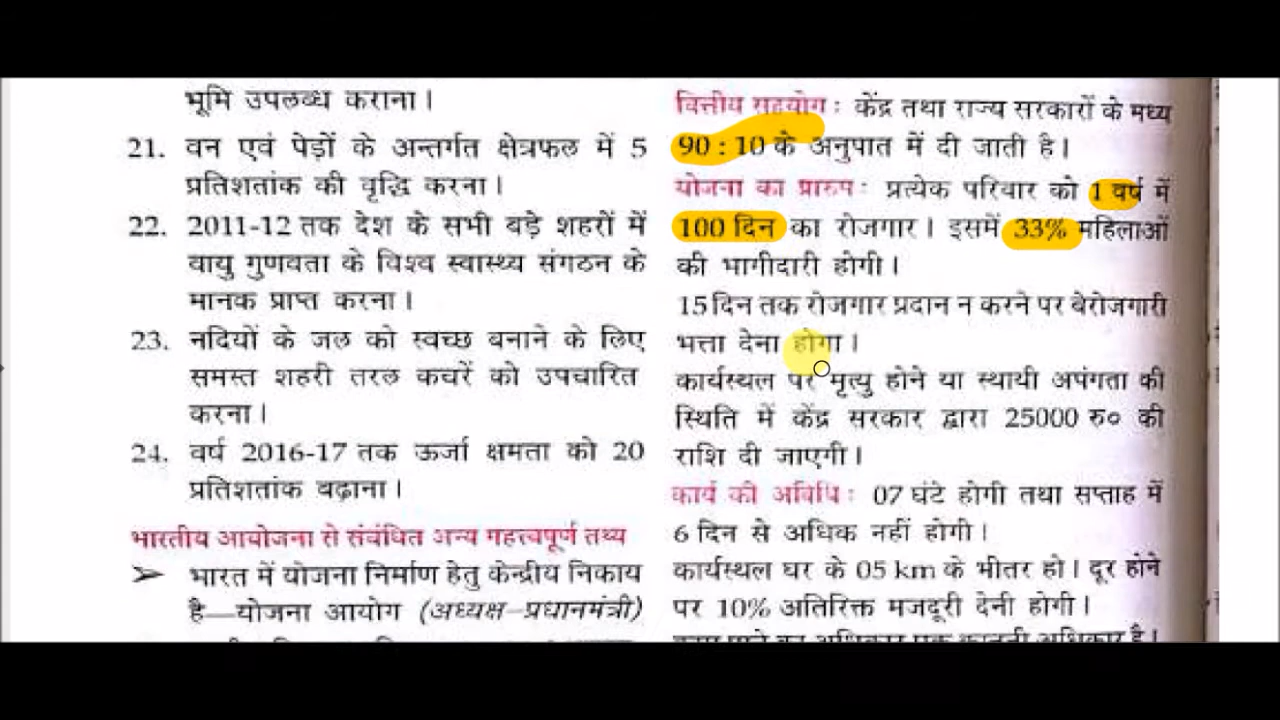 भूमि उपलब्ध कराना।
21. वन एवं पेड़ों के अन्तर्गत क्षेत्रफल में 5
प्रतिशतांक की वृद्धि करना।
22. 2011-12 तक देश के सभी बड़े शहरों में
वायु गुणवता के विश्व स्वास्थ्य संगठन के
मानक प्राप्त करना।
23. नदियों के जल को स्वच्छ बनाने के लिए
समस्त शहरी तरल कचरें को उपचारित
करना।
24. वर्ष 2016-17 तक ऊर्जा क्षमता को 20
प्रतिशतांक बढ़ाना।
भारतीय आयोजना से संबंधित अन्य महत्त्वपूर्ण तथ्य
➢ भारत में योजना निर्माण हेतु केन्द्रीय निकाय
है—योजना आयोग (अध्यक्ष-प्रधानमंत्री)
वित्तीय सहयोग: केंद्र तथा राज्य सरकारों के मध्य
90 : 10 के अनुपात में दी जाती है।
योजना का प्रारुप: प्रत्येक परिवार को 1 वर्ष में
100 दिन का रोजगार। इसमें 33% महिलाओं
की भागीदारी होगी।
15 दिन तक रोजगार प्रदान न करने पर बेरोजगारी
भत्ता देना होगा।
कार्यस्थल पर मृत्यु होने या स्थायी अपंगता की
स्थिति में केंद्र सरकार द्वारा 25000 रु० की
राशि दी जाएगी।
कार्य की अविधि: 07 घंटे होगी तथा सप्ताह में
6 दिन से अधिक नहीं होगी।
कार्यस्थल घर के 05 km के भीतर हो। दूर होने
पर 10% अतिरिक्त मजदूरी देनी होगी।
काम पाने का अधिकार एक कानूनी अधिकार है।